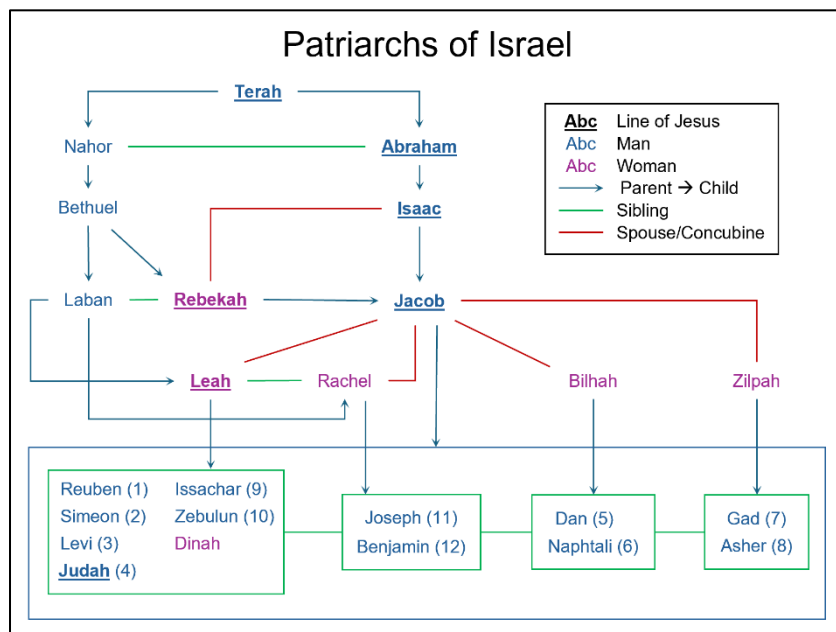 Patriarchs of Israel
Terah
Abc Line of Jesus
Abc Man
Abc Woman
Parent → Child
Sibling
Spouse/Concubine
Nahor Abraham
Bethuel Isaac
Laban Rebekah Jacob
Leah Rachel Bilhah Zilpah
Reuben (1) Issachar (9)
Simeon (2) Zebulun (10)
Levi (3) Dinah
Judah (4)
Joseph (11)
Benjamin (12)
Dan (5)
Naphtali (6)
Gad (7)
Asher (8)